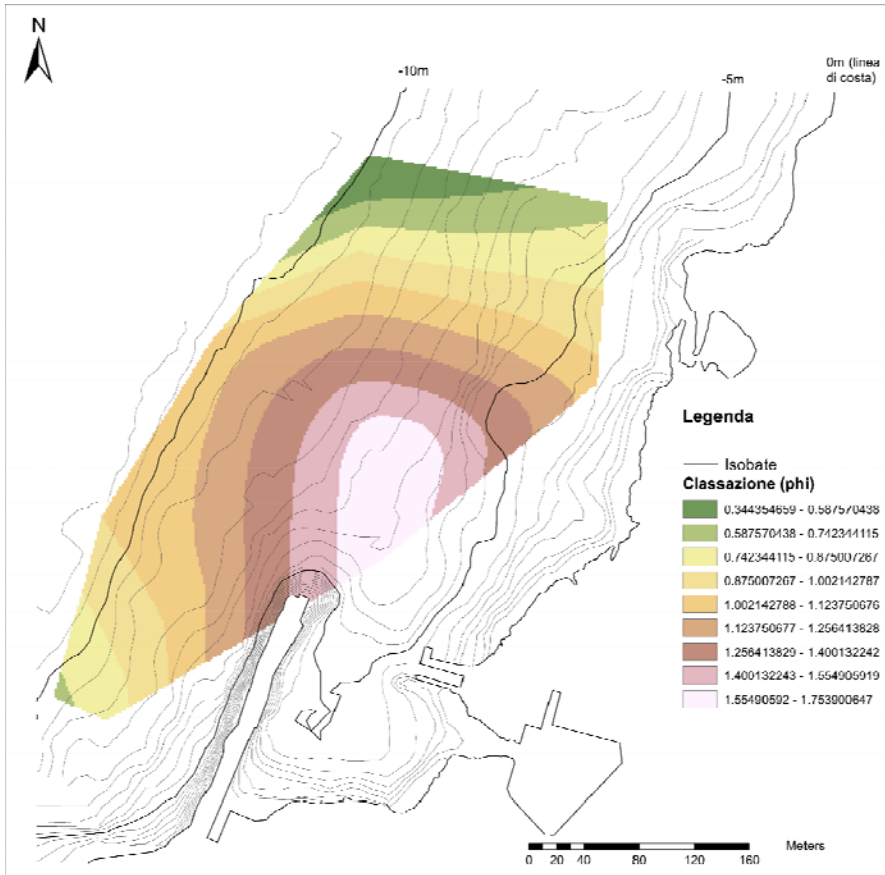 N
-10m
-5m
0m (linea
di costa)
Legenda
Isobate
Classazione (phi)
0.344354659 - 0.587570438
0.587570438 - 0.742344115
0.742344115 - 0.875007267
0.875007267 - 1.002142787
1.002142788 - 1.123750676
1.123750677 - 1.256413828
1.256413829 - 1.400132242
1.400132243 - 1.554905919
1.55490592 - 1.753900647
Meters
0 10 20 40 80 120 160